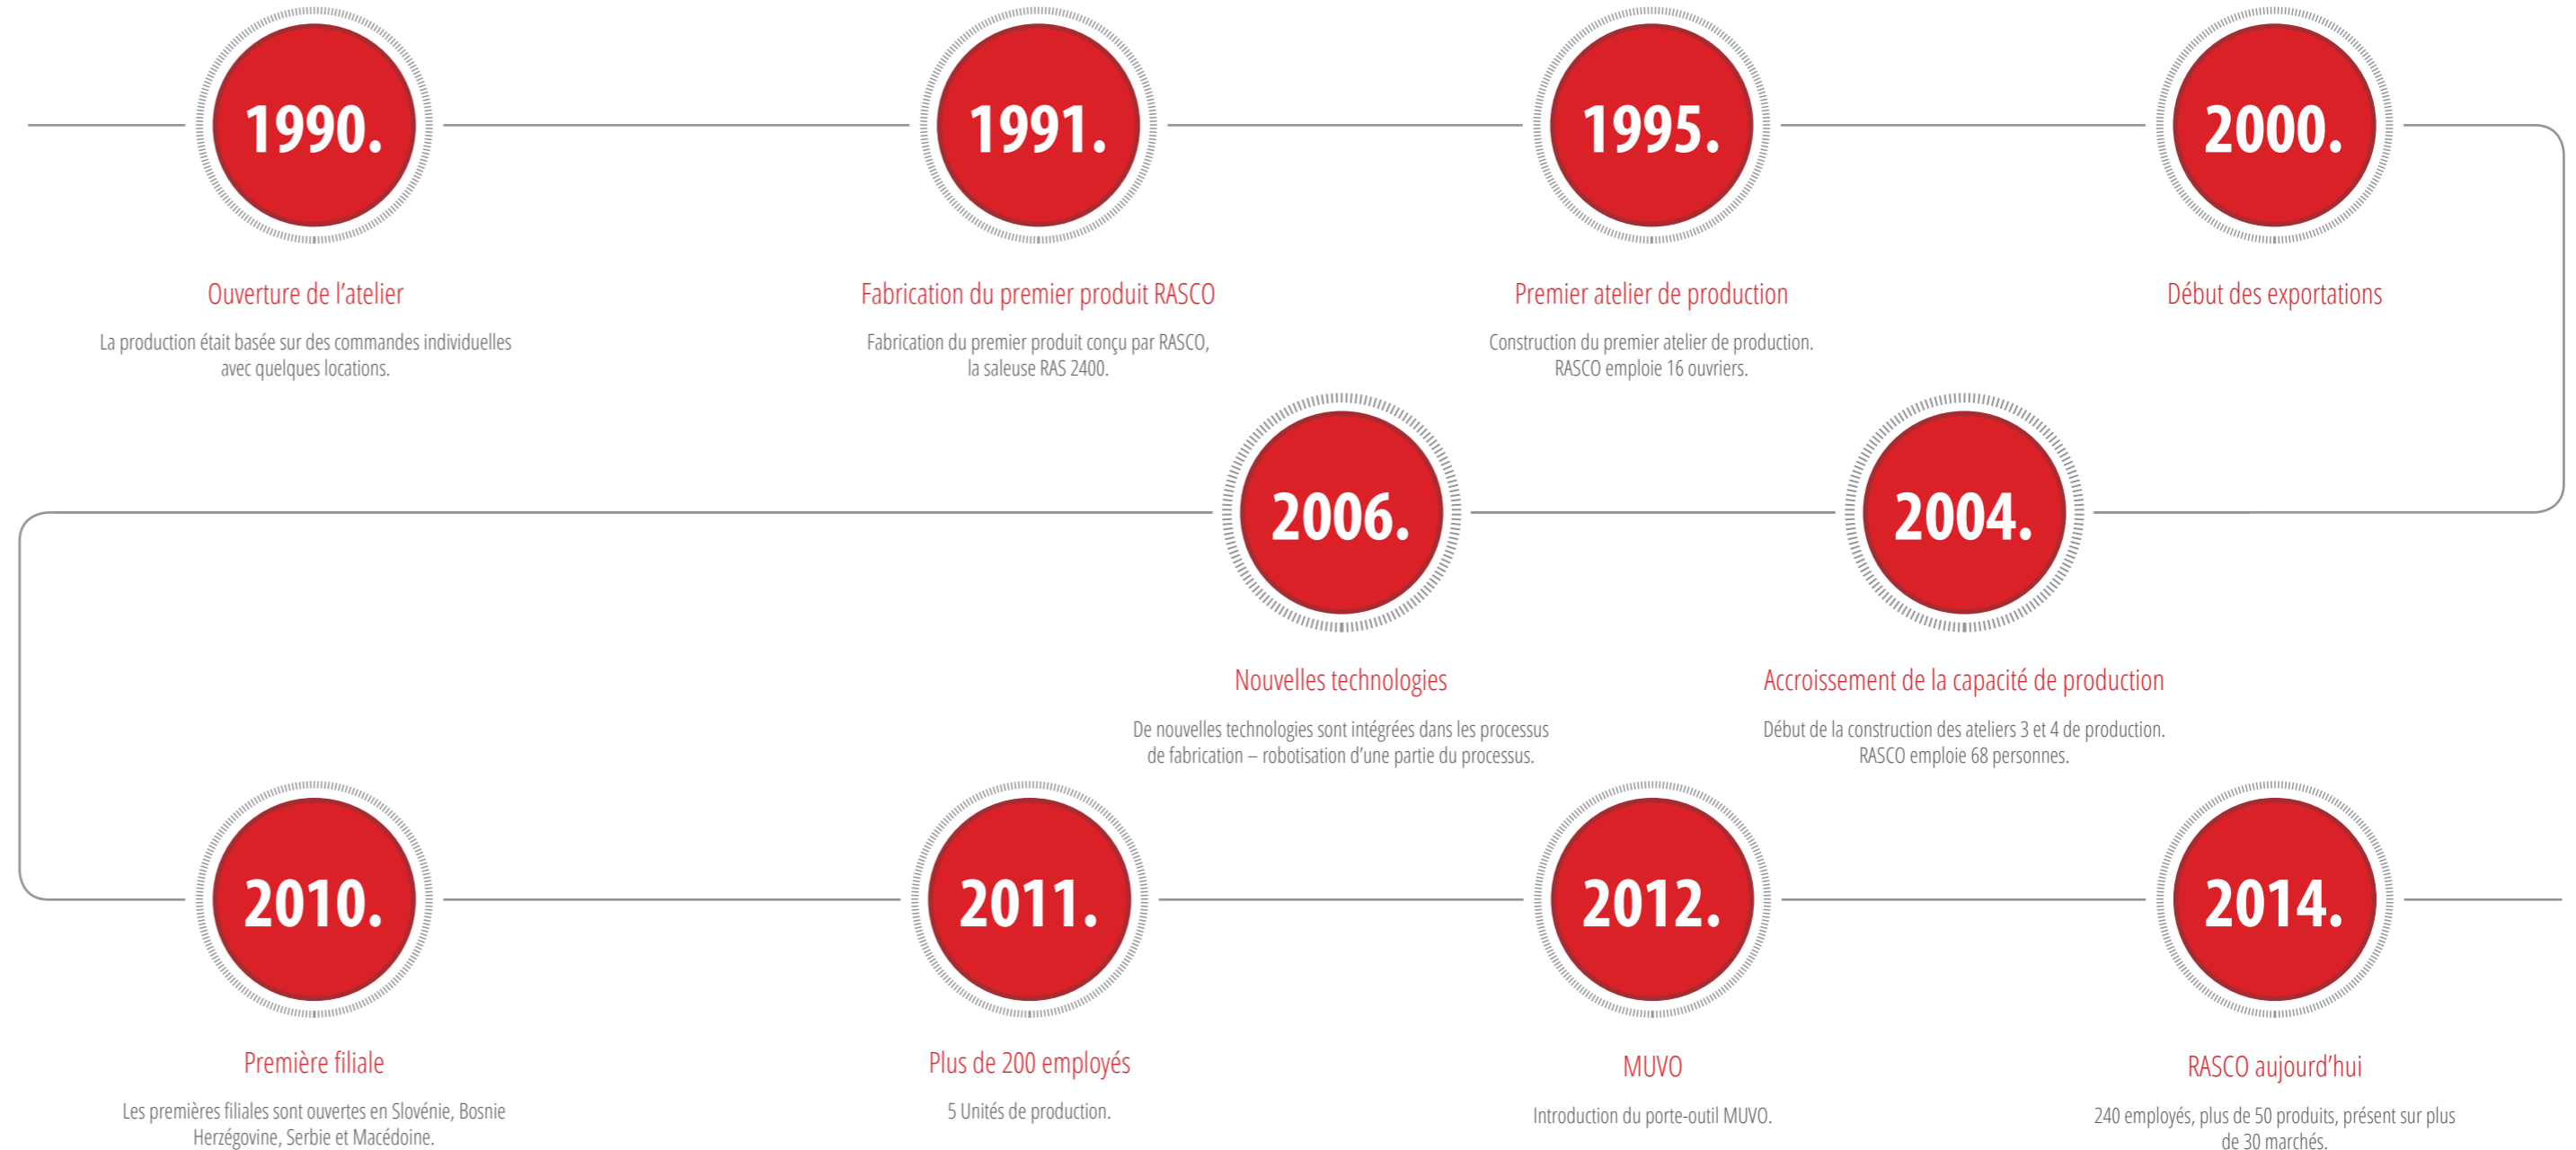 1990.
Ouverture de l’atelier
La production était basée sur des commandes individuelles
avec quelques locations.
1991.
Fabrication du premier produit RASCO
Fabrication du premier produit conçu par RASCO,
la saleuse RAS 2400.
1995.
Premier atelier de production
Construction du premier atelier de production.
RASCO emploie 16 ouvriers.
2000.
Début des exportations
2004.
Accroissement de la capacité de production
Début de la construction des ateliers 3 et 4 de production.
RASCO emploie 68 personnes.
2006.
Nouvelles technologies
De nouvelles technologies sont intégrées dans les processus
de fabrication – robotisation d’une partie du processus.
2010.
Première filiale
Les premières filiales sont ouvertes en Slovénie, Bosnie
Herzégovine, Serbie et Macédoine.
2011.
Plus de 200 employés
5 Unités de production.
2012.
MUVO
Introduction du porte-outil MUVO.
2014.
RASCO aujourd’hui
240 employés, plus de 50 produits, présent sur plus
de 30 marchés.